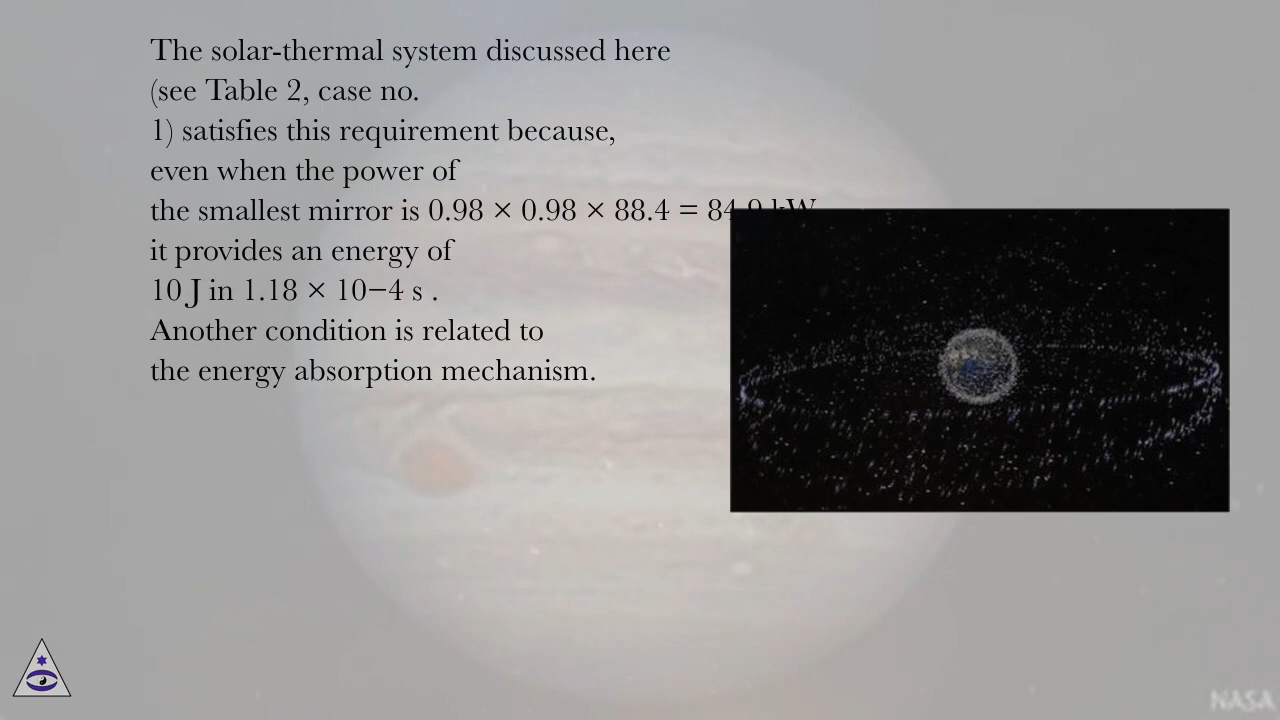 The solar-thermal system discussed here
(see Table 2, case no.
1) satisfies this requirement because,
even when the power of
the smallest mirror is 0.98 × 0.98 × 88.4 = 84.9 kW
it provides an energy of
10 J in 1.18 × 10−4 s .
Another condition is related to
the energy absorption mechanism.
NASA